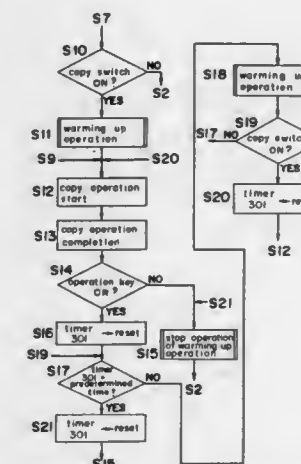 S7
S10
copy switch
ON?
NO
S2
YES
S11
warming up
operation
S9
S20
S12
copy operation
start
S13
copy operation
completion
S14
operation key
ON?
NO
S21
S16
timer
301 ←reset
S15
stop operation
of warming up
operation
S2
S19
S17
timer
301 =
predetermined
time?
NO
YES
S21
timer
301 ←reset
S15
S18
warming up
operation
S17
NO
S19
copy switch
ON?
YES
S20
timer
301 ←reset
S12